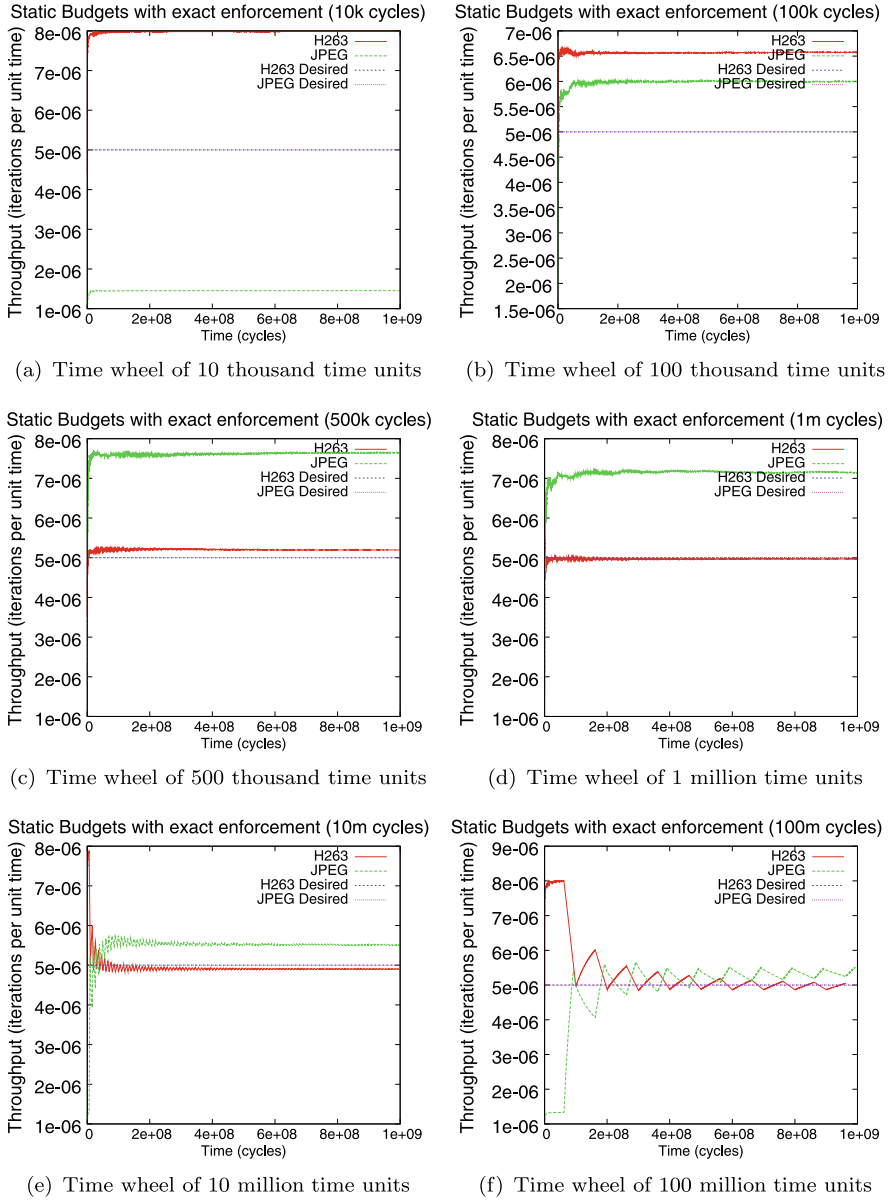 Static Budgets with exact enforcement (10k cycles)
Throughput (iterations per unit time)
8e-06
7e-06
6e-06
5e-06
4e-06
3e-06
2e-06
1e-06
H263
JPEG
H263 Desired
JPEG Desired
0 2e+08 4e+08 6e+08 8e+08 1e+09
Time (cycles)
(a) Time wheel of 10 thousand time units
Static Budgets with exact enforcement (100k cycles)
Throughput (iterations per unit time)
7e-06
6.5e-06
6e-06
5.5e-06
5e-06
4.5e-06
4e-06
3.5e-06
3e-06
2.5e-06
2e-06
1.5e-06
H263
JPEG
H263 Desired
JPEG Desired
0 2e+08 4e+08 6e+08 8e+08 1e+09
Time (cycles)
(b) Time wheel of 100 thousand time units
Static Budgets with exact enforcement (500k cycles)
Throughput (iterations per unit time)
8e-06
7e-06
6e-06
5e-06
4e-06
3e-06
2e-06
1e-06
H263
JPEG
H263 Desired
JPEG Desired
0 2e+08 4e+08 6e+08 8e+08 1e+09
Time (cycles)
(c) Time wheel of 500 thousand time units
Static Budgets with exact enforcement (1m cycles)
Throughput (iterations per unit time)
8e-06
7e-06
6e-06
5e-06
4e-06
3e-06
2e-06
1e-06
H263
JPEG
H263 Desired
JPEG Desired
0 2e+08 4e+08 6e+08 8e+08 1e+09
Time (cycles)
(d) Time wheel of 1 million time units
Static Budgets with exact enforcement (10m cycles)
Throughput (iterations per unit time)
8e-06
7e-06
6e-06
5e-06
4e-06
3e-06
2e-06
1e-06
H263
JPEG
H263 Desired
JPEG Desired
0 2e+08 4e+08 6e+08 8e+08 1e+09
Time (cycles)
(e) Time wheel of 10 million time units
Static Budgets with exact enforcement (100m cycles)
Throughput (iterations per unit time)
9e-06
8e-06
7e-06
6e-06
5e-06
4e-06
3e-06
2e-06
1e-06
H263
JPEG
H263 Desired
JPEG Desired
0 2e+08 4e+08 6e+08 8e+08 1e+09
Time (cycles)
(f) Time wheel of 100 million time units